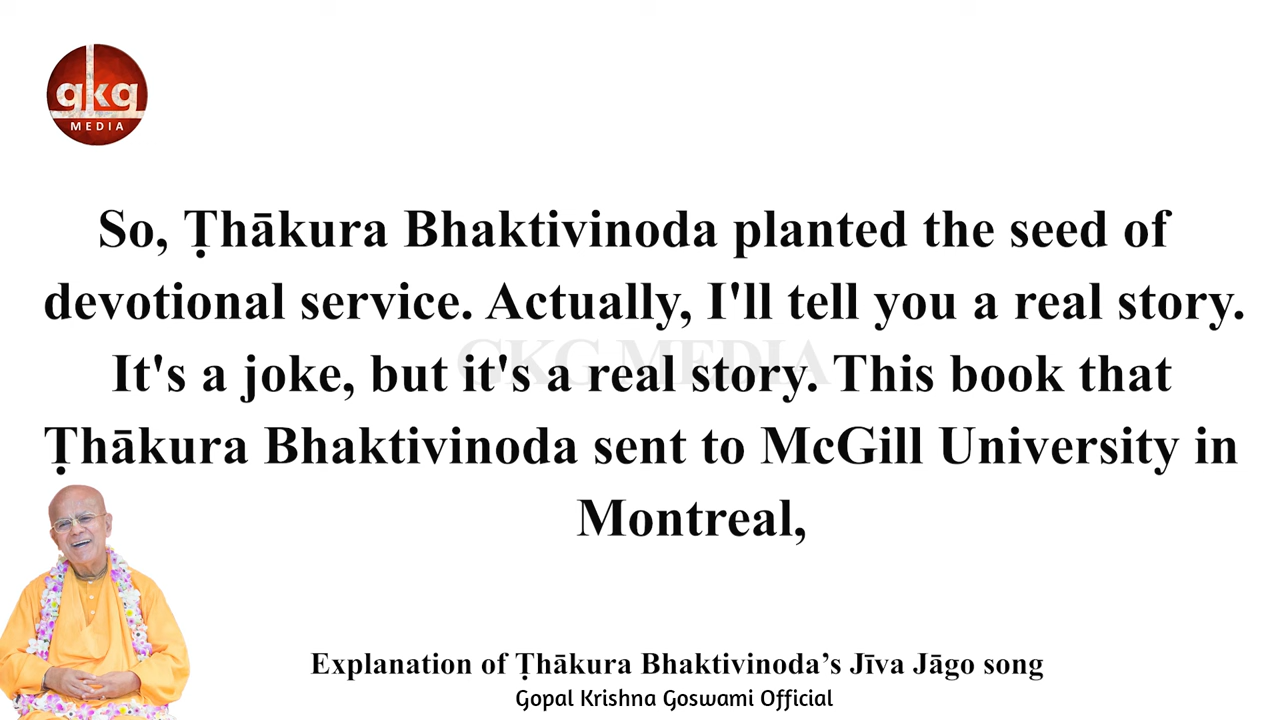 gkg
MEDIA
So, Ṭhākura Bhaktivinoda planted the seed of
devotional service. Actually, I'll tell you a real story.
It's a joke, but it's a real story. This book that
GKG MEDIA
Ṭhākura Bhaktivinoda sent to McGill University in
Montreal,
Explanation of Ṭhākura Bhaktivinoda’s Jīva Jāgo song
Gopal Krishna Goswami Official